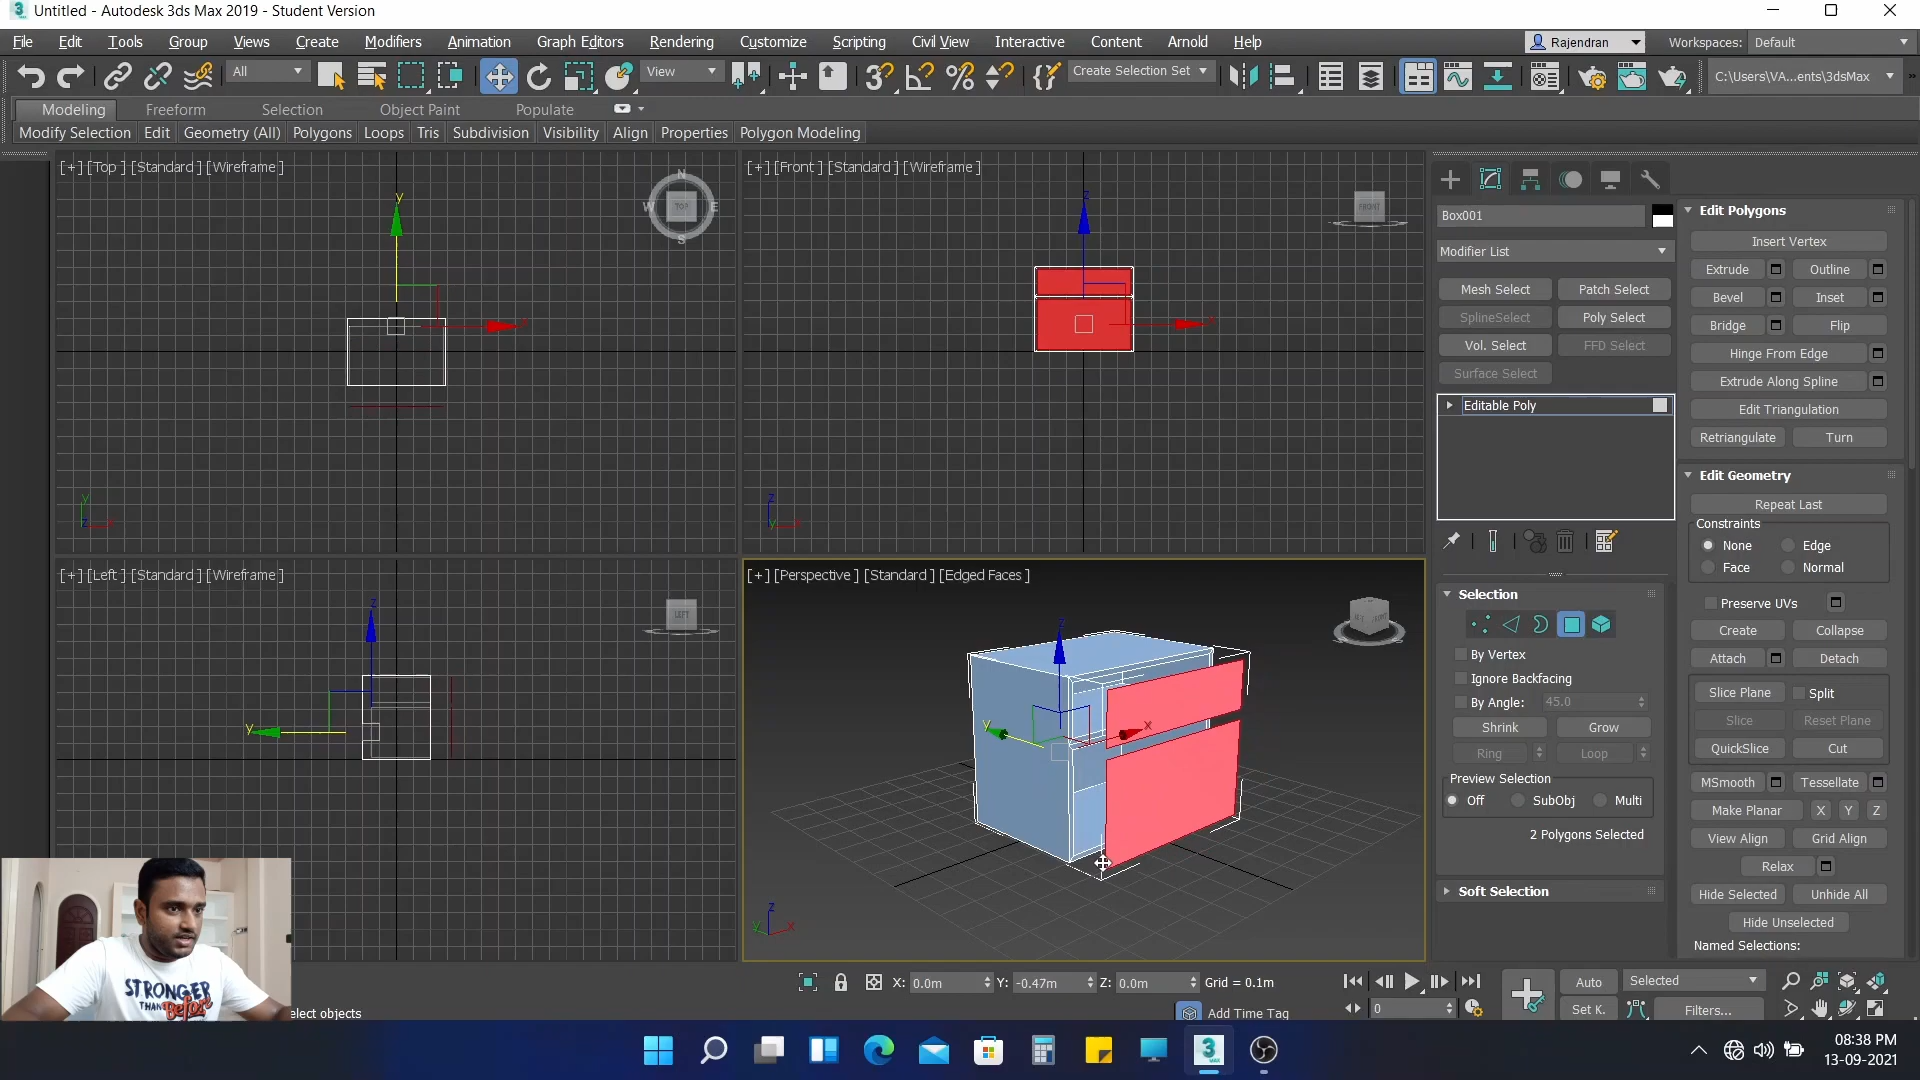 Untitled - Autodesk 3ds Max 2019 - Student Version
File Edit Tools Group Views Create Modifiers Animation Graph Editors Rendering Customize Scripting Civil View Interactive Content Arnold Help Rajendran Workspaces: Default
All View Create Selection Set C:\Users\VA...ents\3dsMax
Modeling Freeform Selection Object Paint Populate
Modify Selection Edit Geometry (All) Polygons Loops Tris Subdivision Visibility Align Properties Polygon Modeling
[+] [Top ] [Standard ] [Wireframe ]
[+] [Front ] [Standard ] [Wireframe ]
N
W TOP E
S
FRONT
y
z
x
x
y
z
[+] [Left ] [Standard ] [Wireframe ]
[+] [Perspective ] [Standard ] [Edged Faces ]
LEFT
z
y
z
y x
z
y x
Box001
Modifier List
Mesh Select Patch Select
SplineSelect Poly Select
Vol. Select FFD Select
Surface Select
Editable Poly
Selection
By Vertex
Ignore Backfacing
By Angle: 45.0
Shrink Grow
Ring Loop
Preview Selection
Off SubObj Multi
2 Polygons Selected
Soft Selection
Edit Polygons
Insert Vertex
Extrude Outline
Bevel Inset
Bridge Flip
Hinge From Edge
Extrude Along Spline
Edit Triangulation
Retriangulate Turn
Edit Geometry
Repeat Last
Constraints
None Edge
Face Normal
Preserve UVs
Create Collapse
Attach Detach
Slice Plane Split
Slice Reset Plane
QuickSlice Cut
MSmooth Tessellate
Make Planar X Y Z
View Align Grid Align
Relax
Hide Selected Unhide All
Hide Unselected
Named Selections:
STRONGER
THAN Before
elect objects
X: 0.0m Y: -0.47m Z: 0.0m Grid = 0.1m
Add Time Tag
0
Auto Selected
Set K. Filters...
3
MAX
08:38 PM
13-09-2021